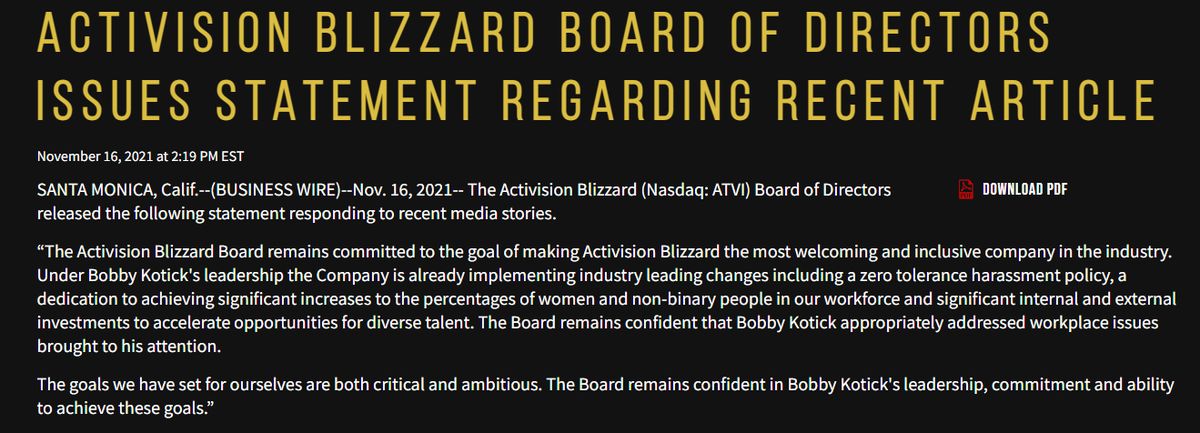 ACTIVISION BLIZZARD BOARD OF DIRECTORS
ISSUES STATEMENT REGARDING RECENT ARTICLE
November 16, 2021 at 2:19 PM EST
SANTA MONICA, Calif.--(BUSINESS WIRE)--Nov. 16, 2021-- The Activision Blizzard (Nasdaq: ATVI) Board of Directors
released the following statement responding to recent media stories.
DOWNLOAD PDF
“The Activision Blizzard Board remains committed to the goal of making Activision Blizzard the most welcoming and inclusive company in the industry.
Under Bobby Kotick's leadership the Company is already implementing industry leading changes including a zero tolerance harassment policy, a
dedication to achieving significant increases to the percentages of women and non-binary people in our workforce and significant internal and external
investments to accelerate opportunities for diverse talent. The Board remains confident that Bobby Kotick appropriately addressed workplace issues
brought to his attention.
The goals we have set for ourselves are both critical and ambitious. The Board remains confident in Bobby Kotick's leadership, commitment and ability
to achieve these goals.”